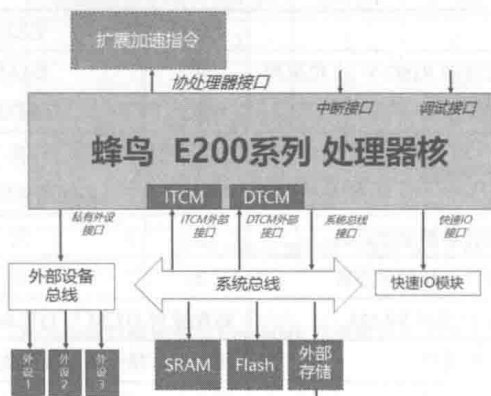 扩展加速指令
协处理器接口
中断接口
调试接口
蜂鸟 E200系列 处理器核
ITCM
DTCM
私有外设
接口
ITCM外部
接口
DTCM外部
接口
系统总线
接口
快速IO
接口
外部设备
总线
系统总线
快速IO模块
外设1
外设2
外设3
SRAM
Flash
外部
存储